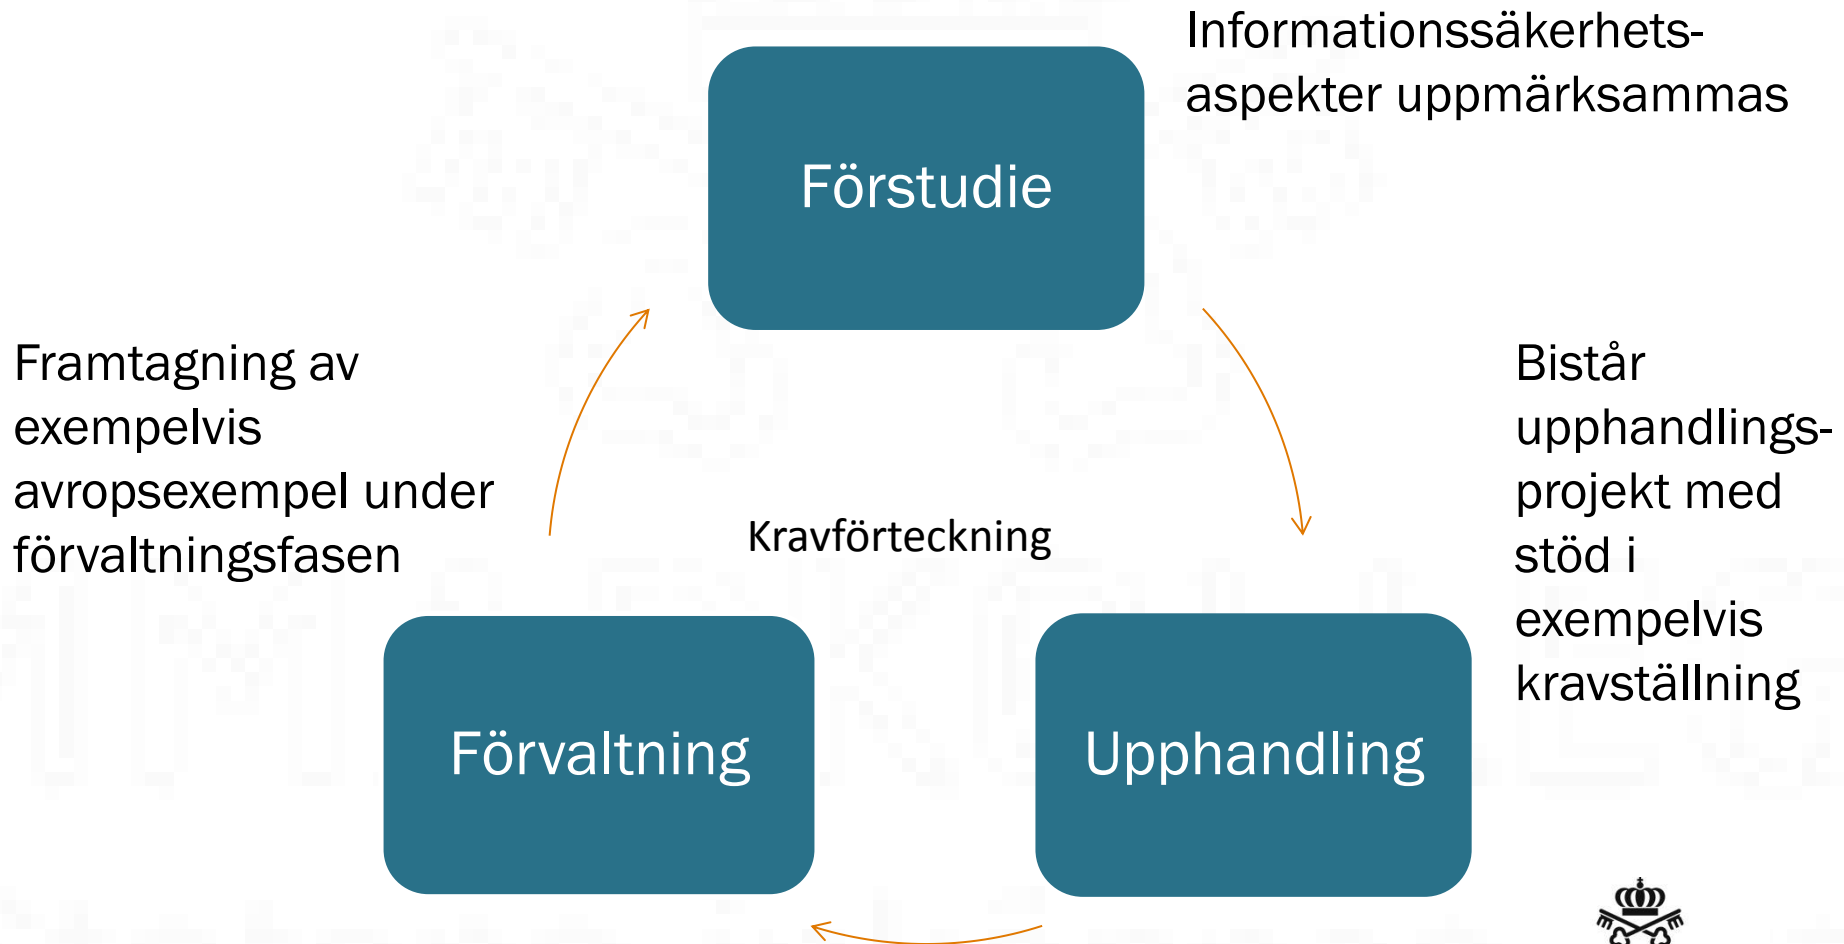 Informationssäkerhets-
aspekter uppmärksammas
Förstudie
Framtagning av
exempelvis
avropsexempel under
förvaltningsfasen
Bistår
upphandlings-
projekt med
stöd i
exempelvis
kravställning
Kravförteckning
Förvaltning
Upphandling